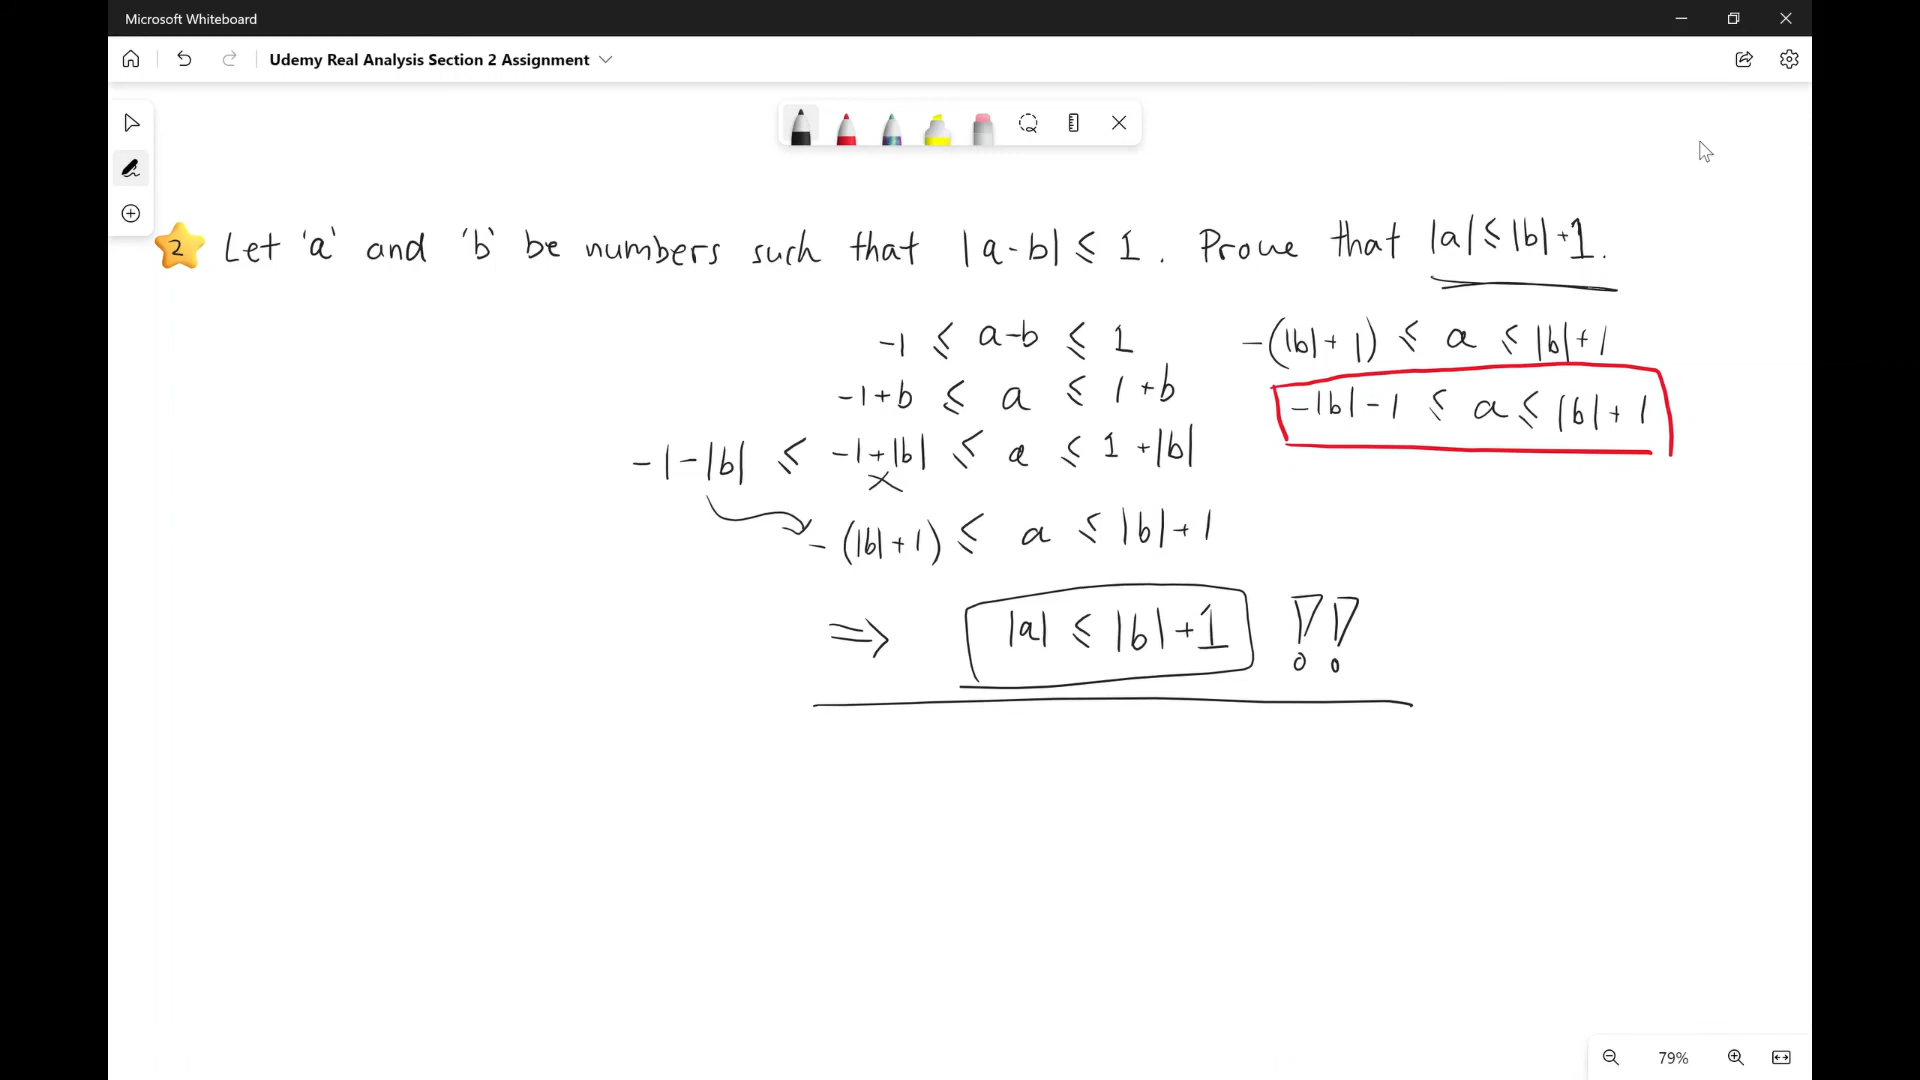 Microsoft Whiteboard
Udemy Real Analysis Section 2 Assignment
2 Let 'a' and 'b' be numbers such that |a-b| ≤ 1. Prove that |a| ≤ |b|+1.
-1 ≤ a-b ≤ 1
-(|b|+1) ≤ a ≤ |b|+1
-1+b ≤ a ≤ 1+b
-|b|-1 ≤ a ≤ |b|+1
-1-|b| ≤ -1+|b| ≤ a ≤ 1+|b|
-(|b|+1) ≤ a ≤ |b|+1
⇒ |a| ≤ |b|+1 !!
79%